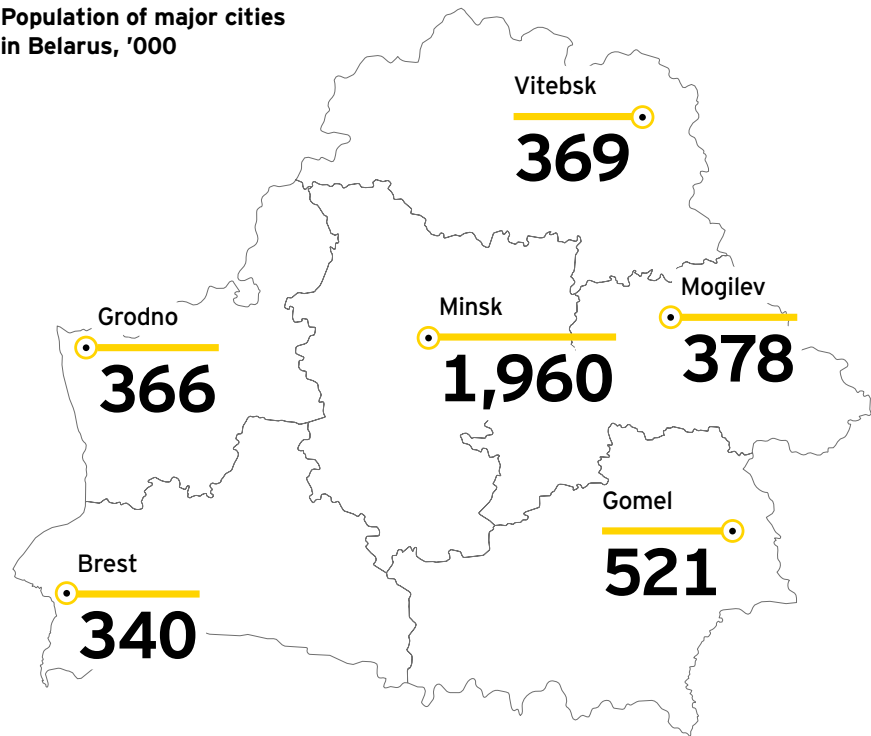 Population of major cities
in Belarus, ’000
Vitebsk
369
Mogilev
378
Minsk
1,960
Grodno
366
Gomel
521
Brest
340